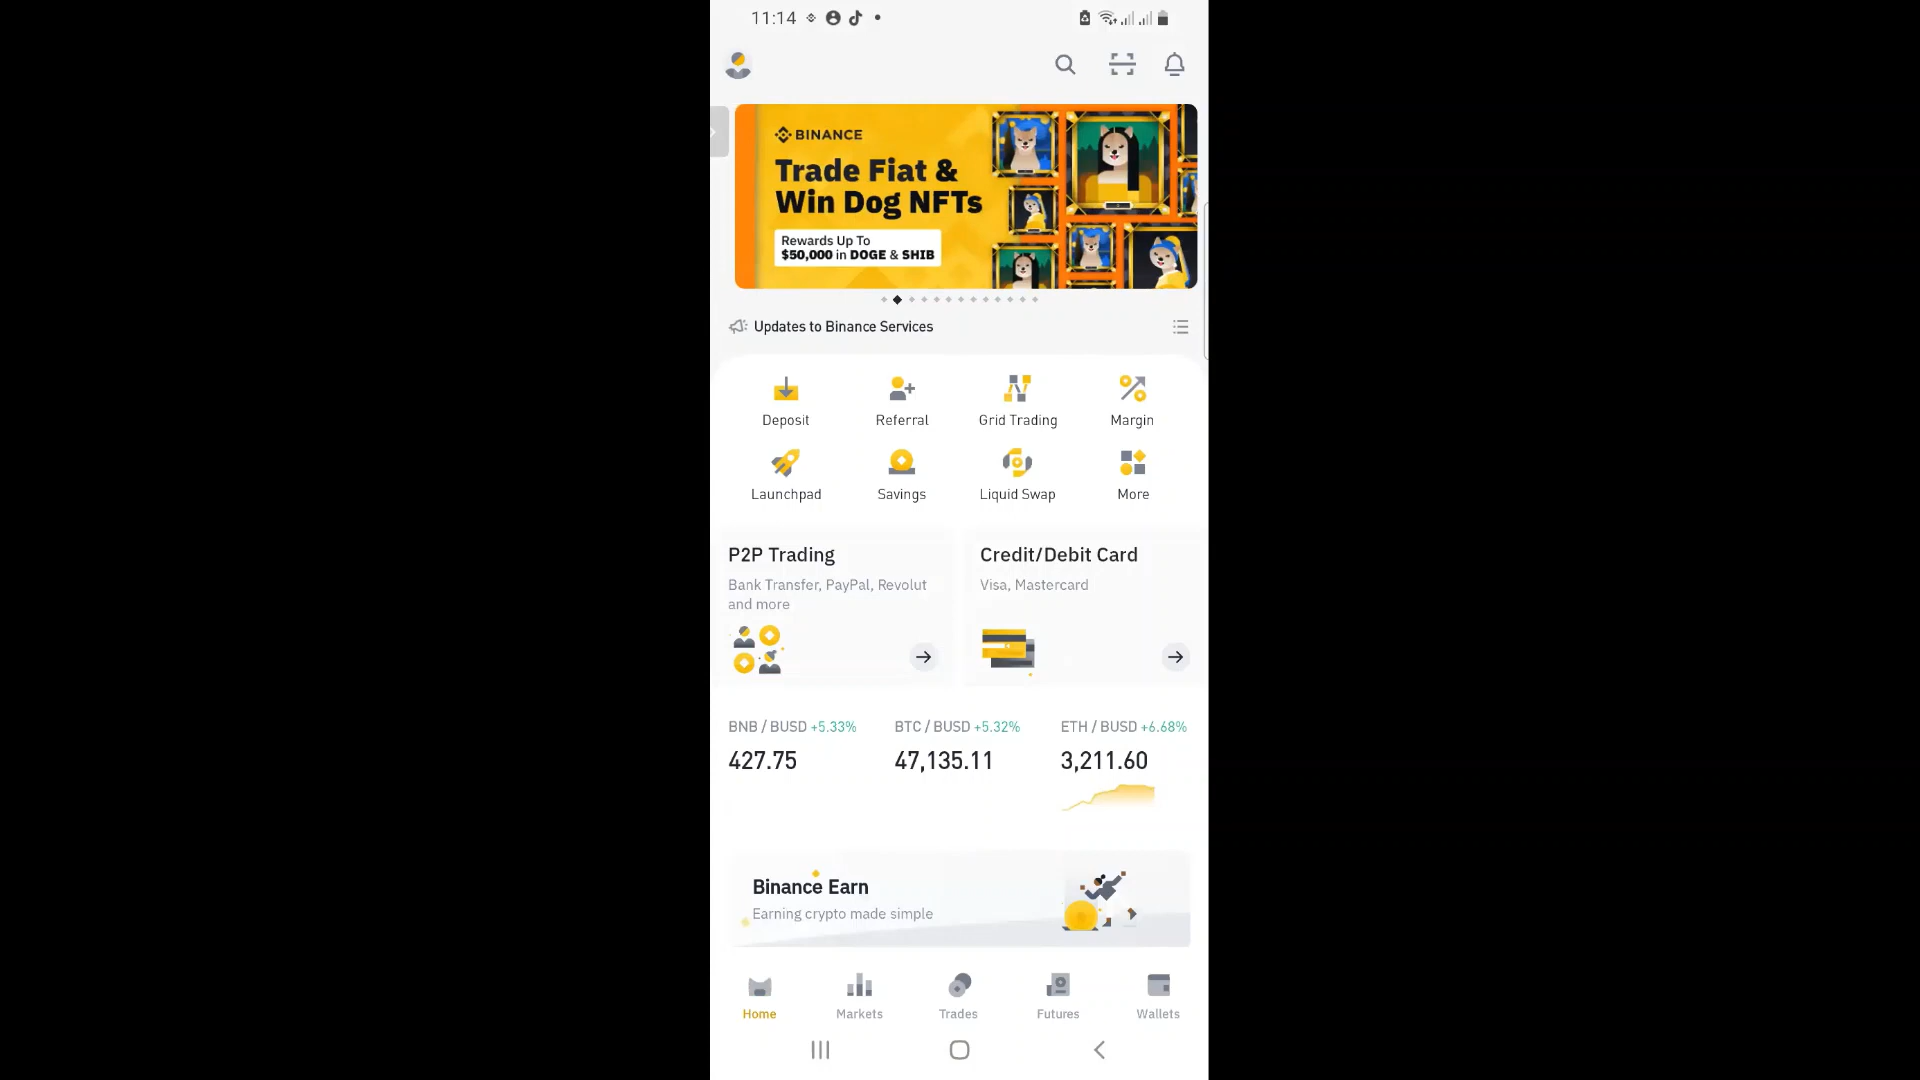 11:14
BINANCE
Trade Fiat &
Win Dog NFTs
Rewards Up To
$50,000 in DOGE & SHIB
Updates to Binance Services
Deposit
Referral
Grid Trading
Margin
Launchpad
Savings
Liquid Swap
More
P2P Trading
Bank Transfer, PayPal, Revolut
and more
Credit/Debit Card
Visa, Mastercard
BNB / BUSD +5.33%
427.75
BTC / BUSD +5.32%
47,135.11
ETH / BUSD +6.68%
3,211.60
Binance Earn
Earning crypto made simple
Home
Markets
Trades
Futures
Wallets